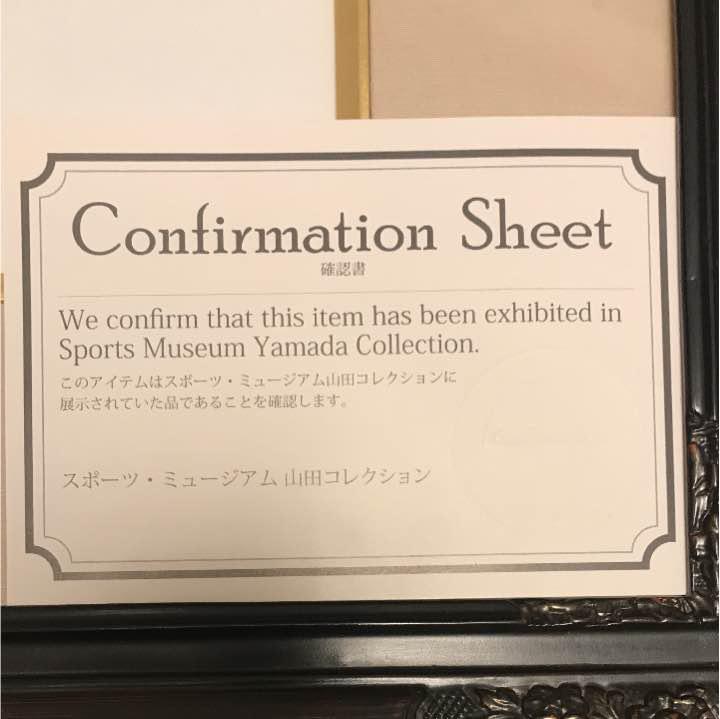 Confirmation Sheet
確認書
We confirm that this item has been exhibited in
Sports Museum Yamada Collection.
このアイテムはスポーツ・ミュージアム山田コレクションに
展示されていた品であることを確認します。
スポーツ・ミュージアム 山田コレクション